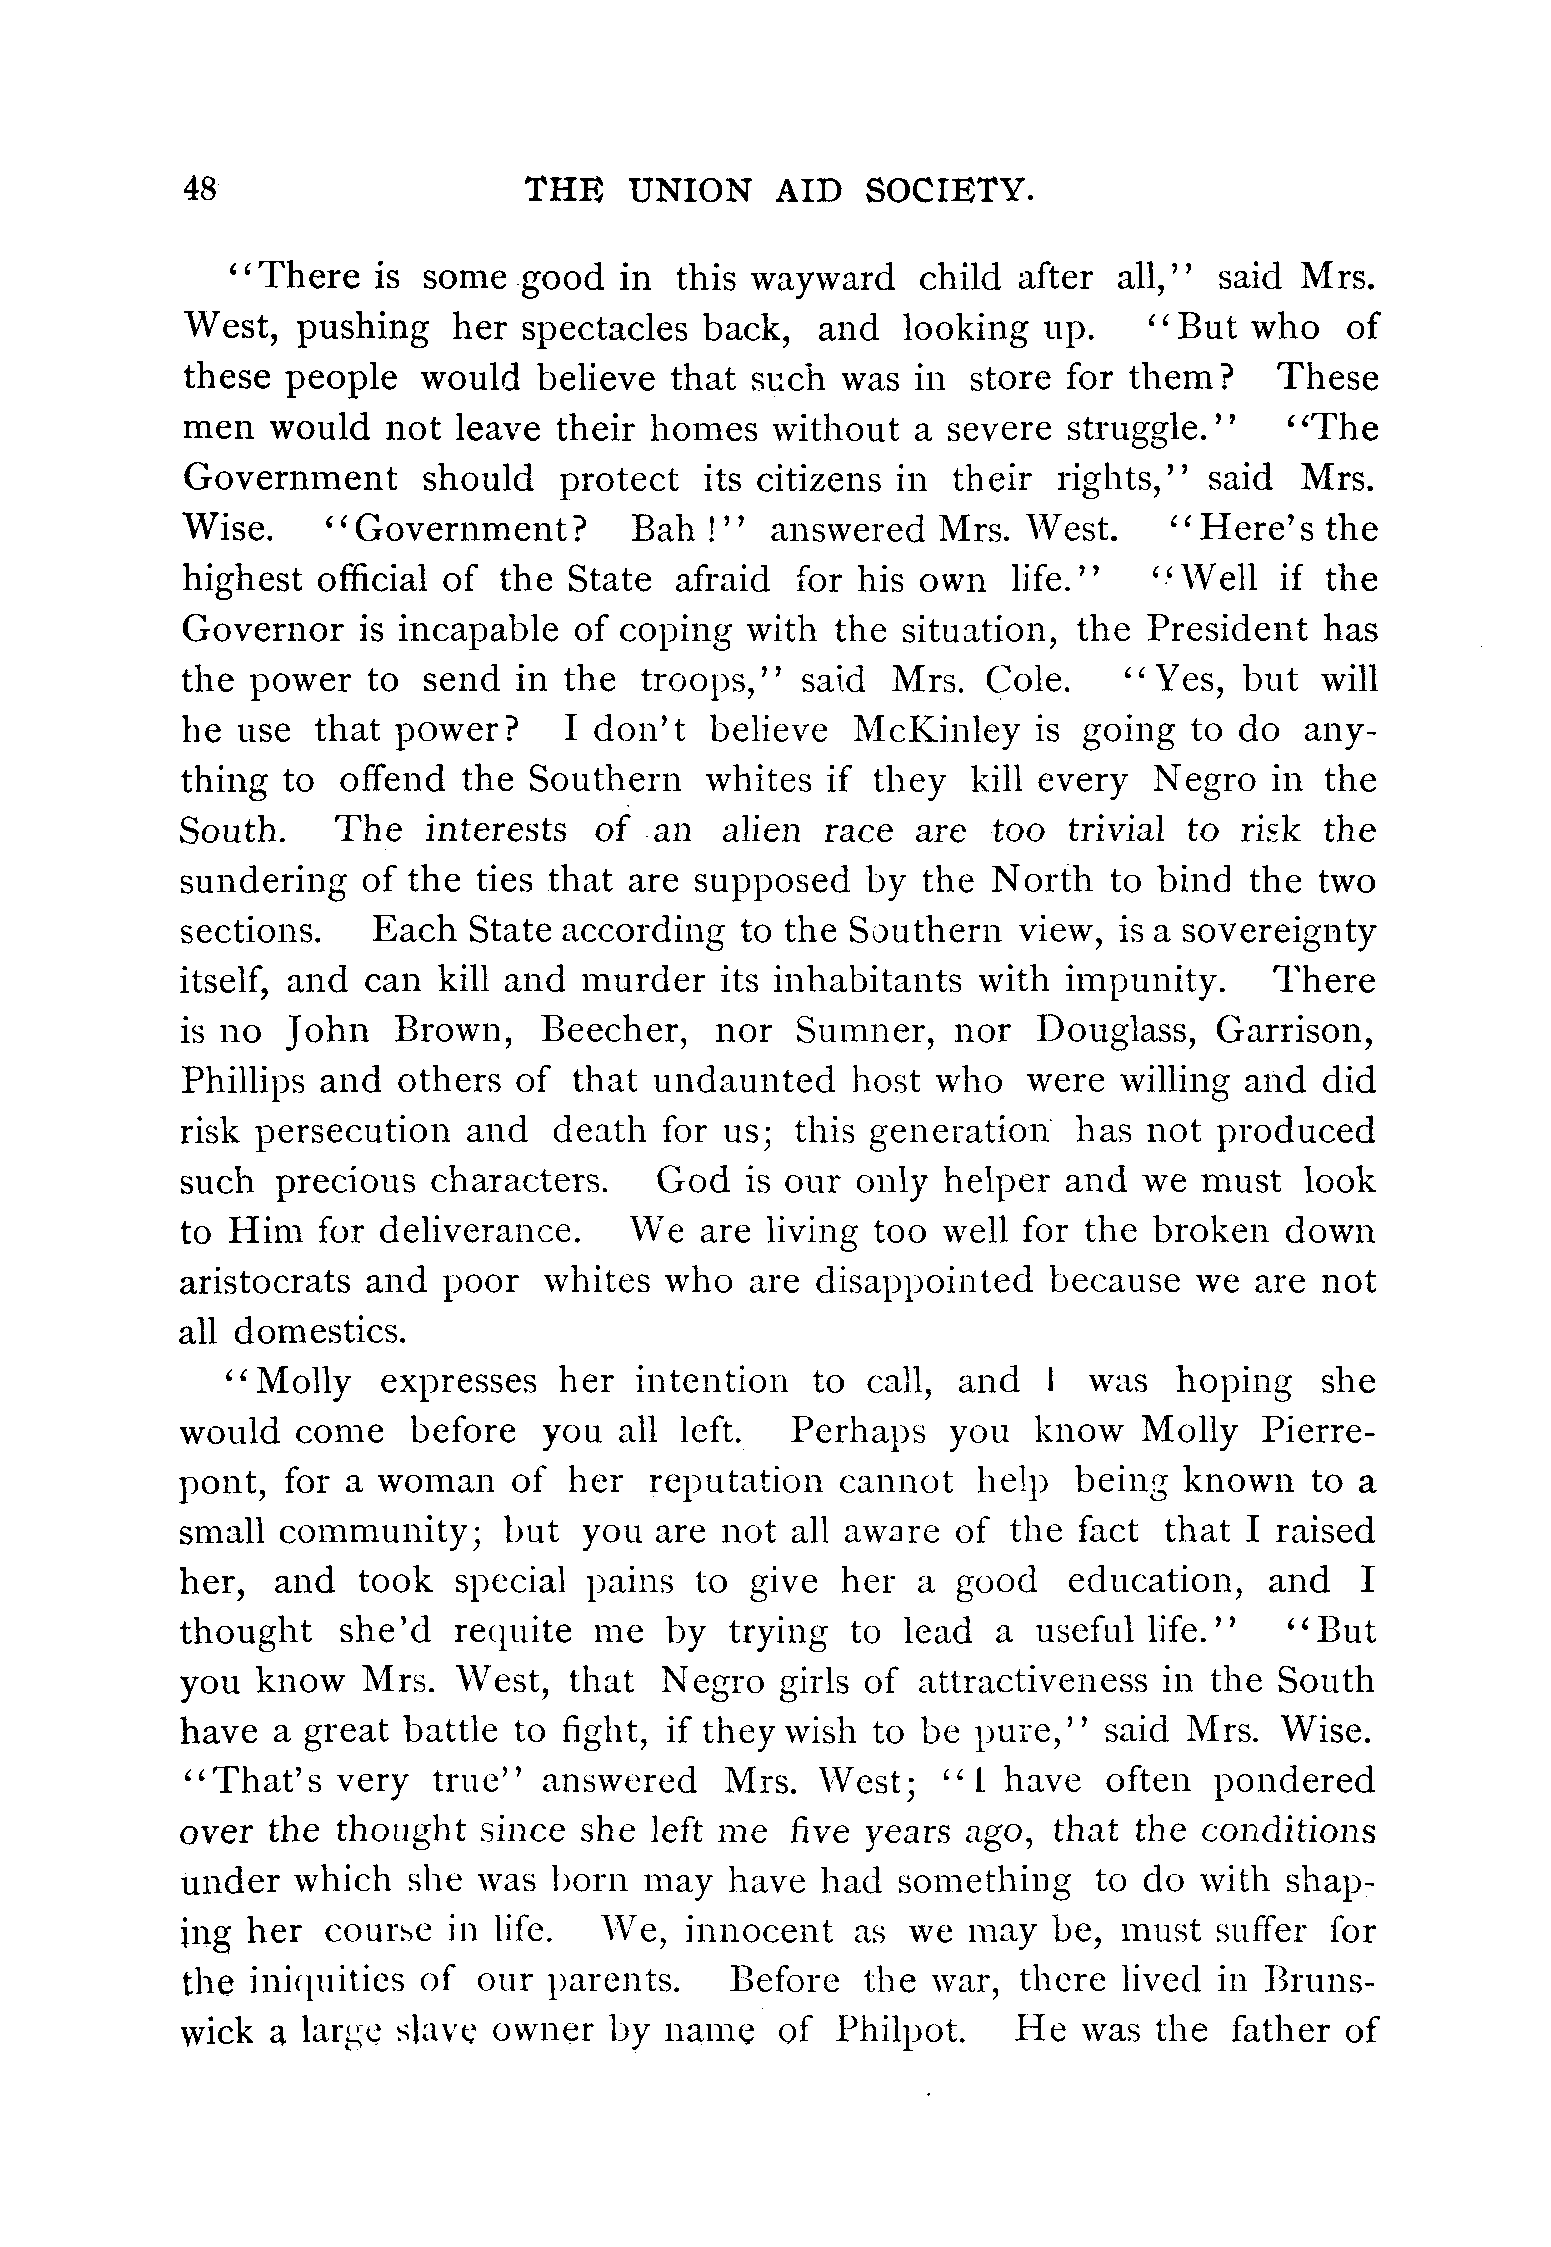 48 THE UNION AID SOCIETY.
"There is some good in this wayward child after all," said Mrs.
West, pushing her spectacles back, and looking up. "But who of
these people would believe that such was in store for them? These
men would not leave their homes without a severe struggle." "The
Government should protect its citizens in their rights," said Mrs.
Wise. "Government? Bah!" answered Mrs. West. "Here's the
highest official of the State afraid for his own life." "Well if the
Governor is incapable of coping with the situation, the President has
the power to send in the troops," said Mrs. Cole. "Yes, but will
he use that power? I don't believe McKinley is going to do any-
thing to offend the Southern whites if they kill every Negro in the
South. The interests of an alien race are too trivial to risk the
sundering of the ties that are supposed by the North to bind the two
sections. Each State according to the Southern view, is a sovereignty
itself, and can kill and murder its inhabitants with impunity. There
is no John Brown, Beecher, nor Sumner, nor Douglass, Garrison,
Phillips and others of that undaunted host who were willing and did
risk persecution and death for us; this generation has not produced
such precious characters. God is our only helper and we must look
to Him for deliverance. We are living too well for the broken down
aristocrats and poor whites who are disappointed because we are not
all domestics.
"Molly expresses her intention to call, and I was hoping she
would come before you all left. Perhaps you know Molly Pierre-
pont, for a woman of her reputation cannot help being known to a
small community; but you are not all aware of the fact that I raised
her, and took special pains to give her a good education, and I
thought she'd requite me by trying to lead a useful life." "But
you know Mrs. West, that Negro girls of attractiveness in the South
have a great battle to fight, if they wish to be pure," said Mrs. Wise.
"That's very true" answered Mrs. West; "I have often pondered
over the thought since she left me five years ago, that the conditions
under which she was born may have had something to do with shap-
ing her course in life. We, innocent as we may be, must suffer for
the iniquities of our parents. Before the war, there lived in Bruns-
wick a large slave owner by name of Philpot. He was the father of